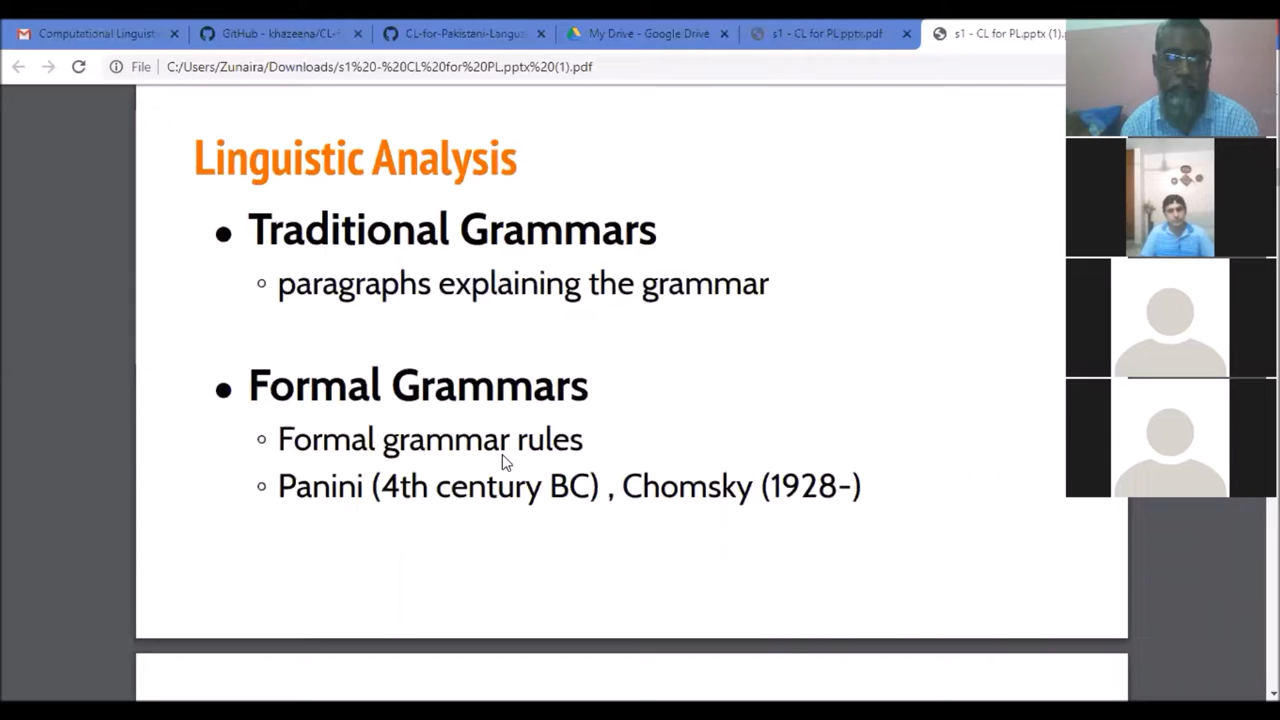 Computational Linguisti
GitHub - khazeena/CL-f
CL-for-Pakistani-Langua
My Drive - Google Drive
s1 - CL for PL.pptx.pdf
s1 - CL for PL.pptx (1).
File
C:/Users/Zunaira/Downloads/s1%20-%20CL%20for%20PL.pptx%20(1).pdf
Linguistic Analysis
• Traditional Grammars
◦ paragraphs explaining the grammar
• Formal Grammars
◦ Formal grammar rules
◦ Panini (4th century BC) , Chomsky (1928-)